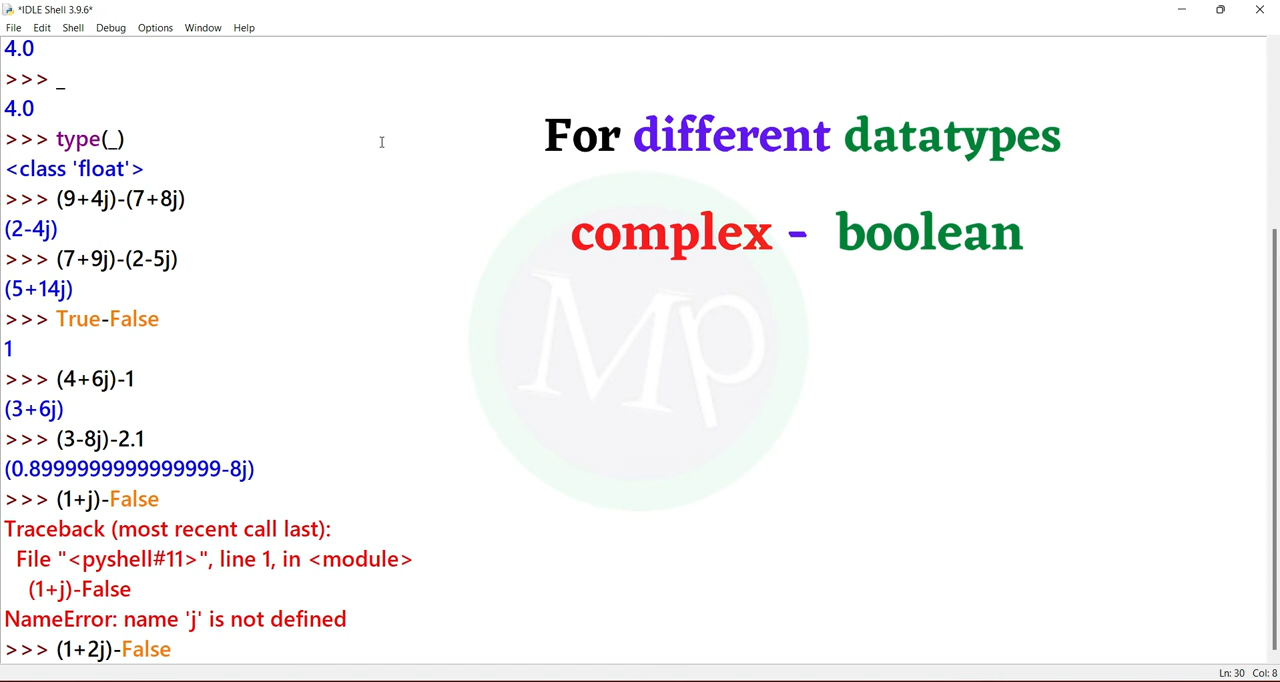 *IDLE Shell 3.9.6*
File Edit Shell Debug Options Window Help
4.0
>>> _
4.0
>>> type(_)
<class 'float'>
>>> (9+4j)-(7+8j)
(2-4j)
>>> (7+9j)-(2-5j)
(5+14j)
>>> True-False
1
>>> (4+6j)-1
(3+6j)
>>> (3-8j)-2.1
(0.8999999999999999-8j)
>>> (1+j)-False
Traceback (most recent call last):
  File "<pyshell#11>", line 1, in <module>
    (1+j)-False
NameError: name 'j' is not defined
>>> (1+2j)-False
For different datatypes
complex - boolean
Mp
Ln: 30 Col: 8